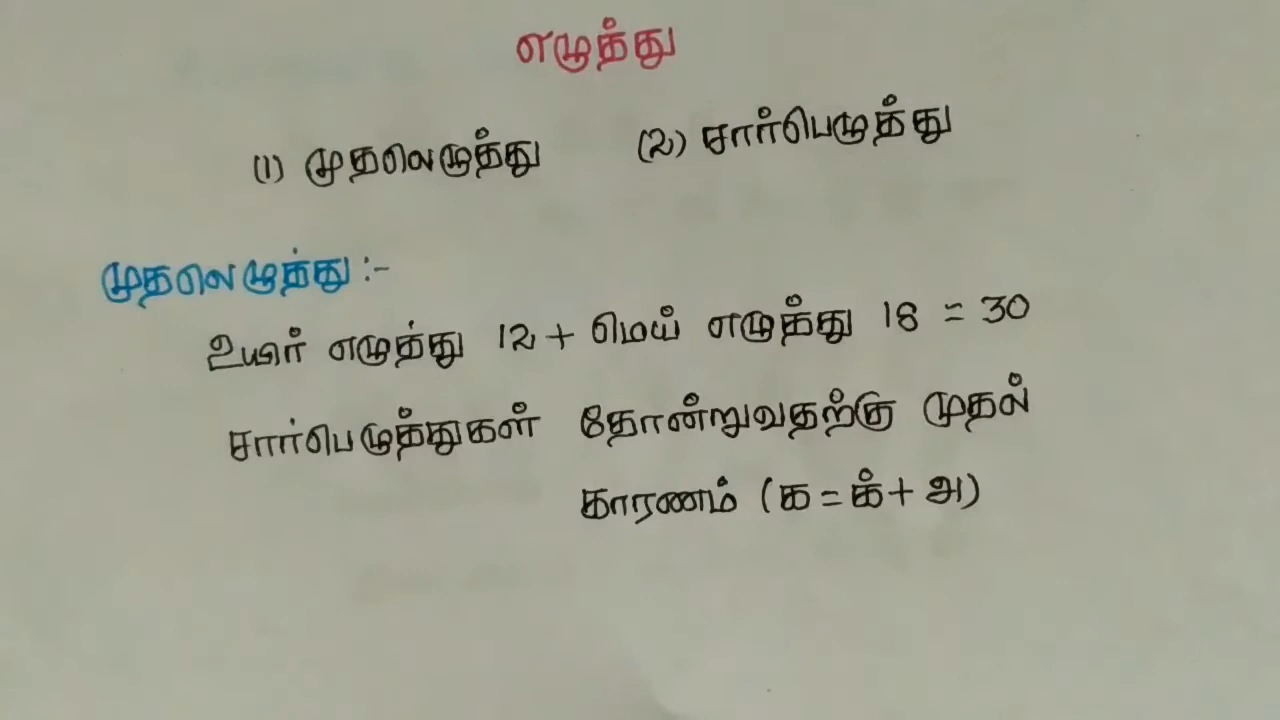 எழுத்து
(1) முதலெழுத்து (2) சார்பெழுத்து
முதலெழுத்து :-
உயிர் எழுத்து 12 + மெய் எழுத்து 18 = 30
சார்பெழுத்துகள் தோன்றுவதற்கு முதல்
காரணம் (க = க் + அ)